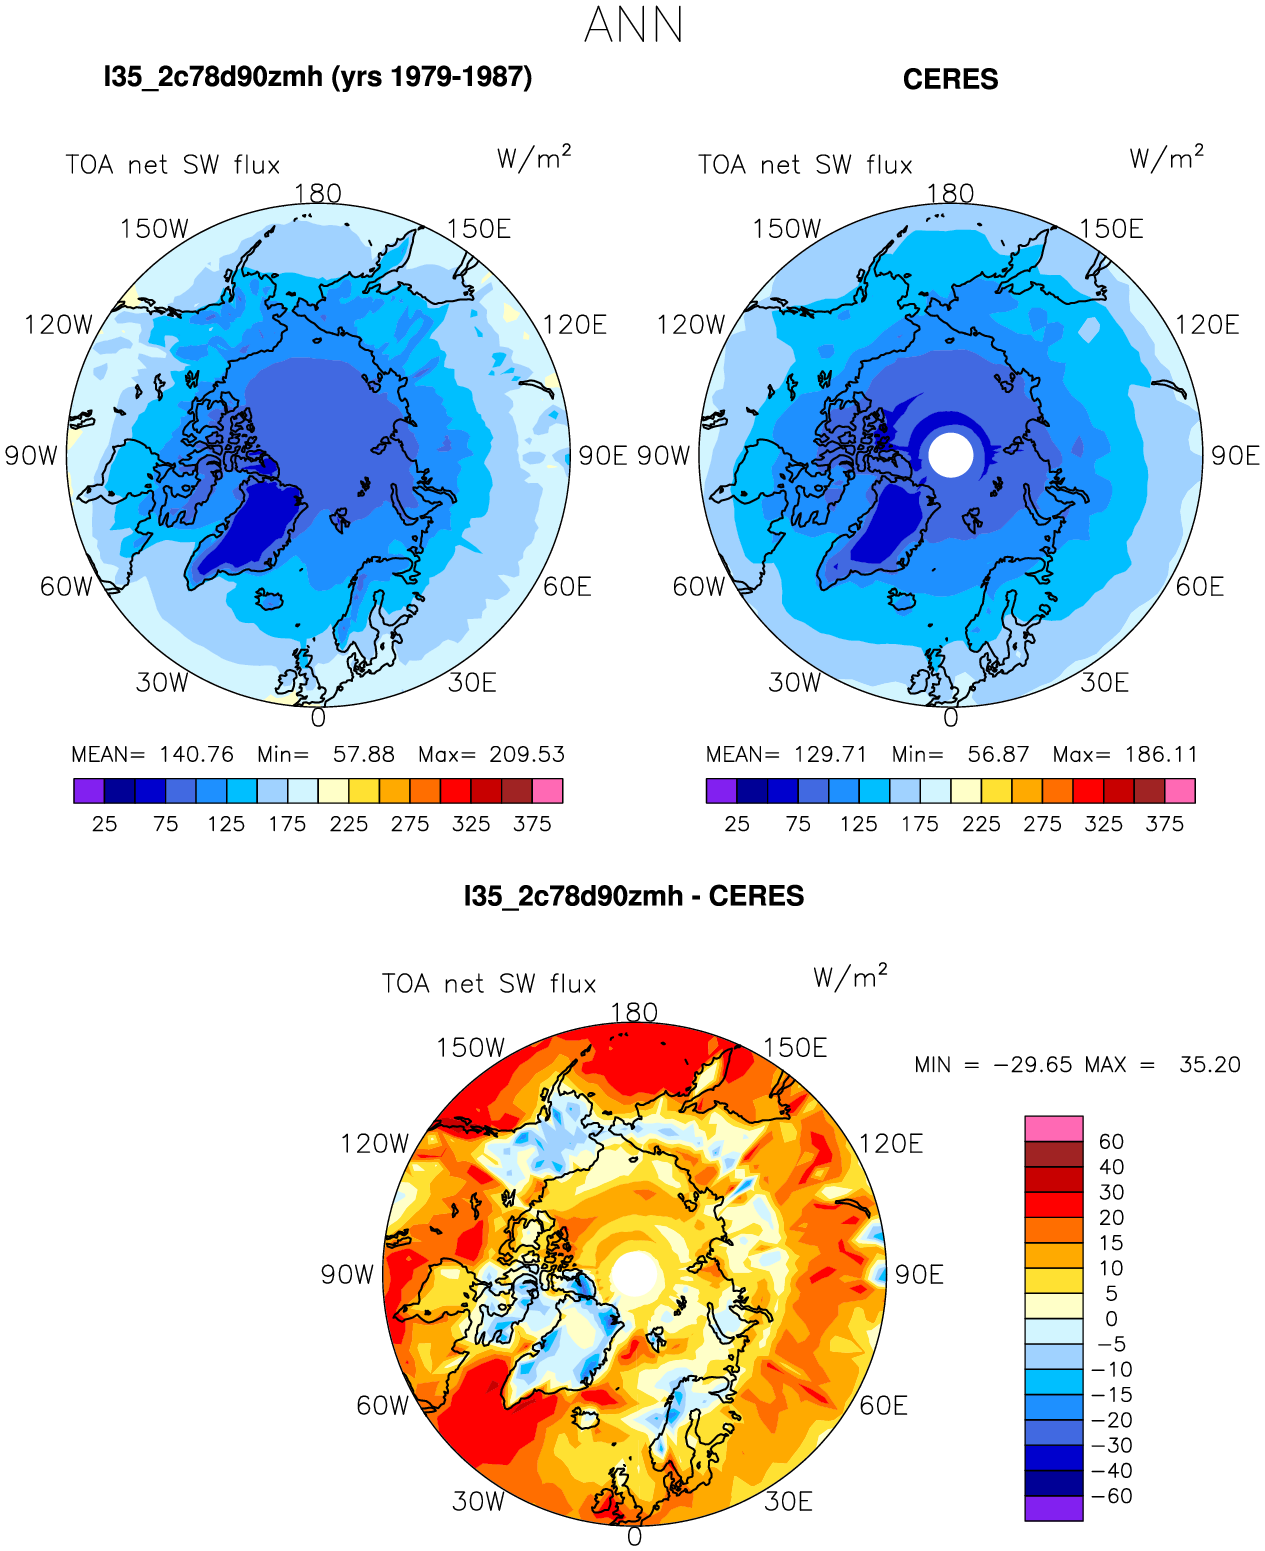 ANN
l35_2c78d90zmh (yrs 1979-1987)
CERES
TOA net SW flux W/m²
TOA net SW flux W/m²
180
150W 150E
120W 120E
90W 90E
60W 60E
30W 30E
0
180
150W 150E
120W 120E
90W 90E
60W 60E
30W 30E
0
MEAN= 140.76 Min= 57.88 Max= 209.53
25 75 125 175 225 275 325 375
MEAN= 129.71 Min= 56.87 Max= 186.11
25 75 125 175 225 275 325 375
l35_2c78d90zmh - CERES
TOA net SW flux W/m²
180
150W 150E
120W 120E
90W 90E
60W 60E
30W 30E
0
MIN = −29.65 MAX = 35.20
60
40
30
20
15
10
5
0
−5
−10
−15
−20
−30
−40
−60